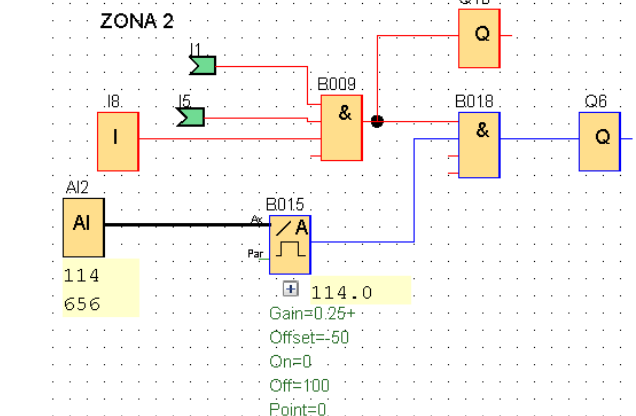 ZONA 2
Q
I1
B009
&
I8
I
I5
B018
&
Q6
Q
AI2
AI
B015
Ax
/A
Par
114
656
114.0
Gain=0.25+
Offset=-50
On=0
Off=100
Point=0